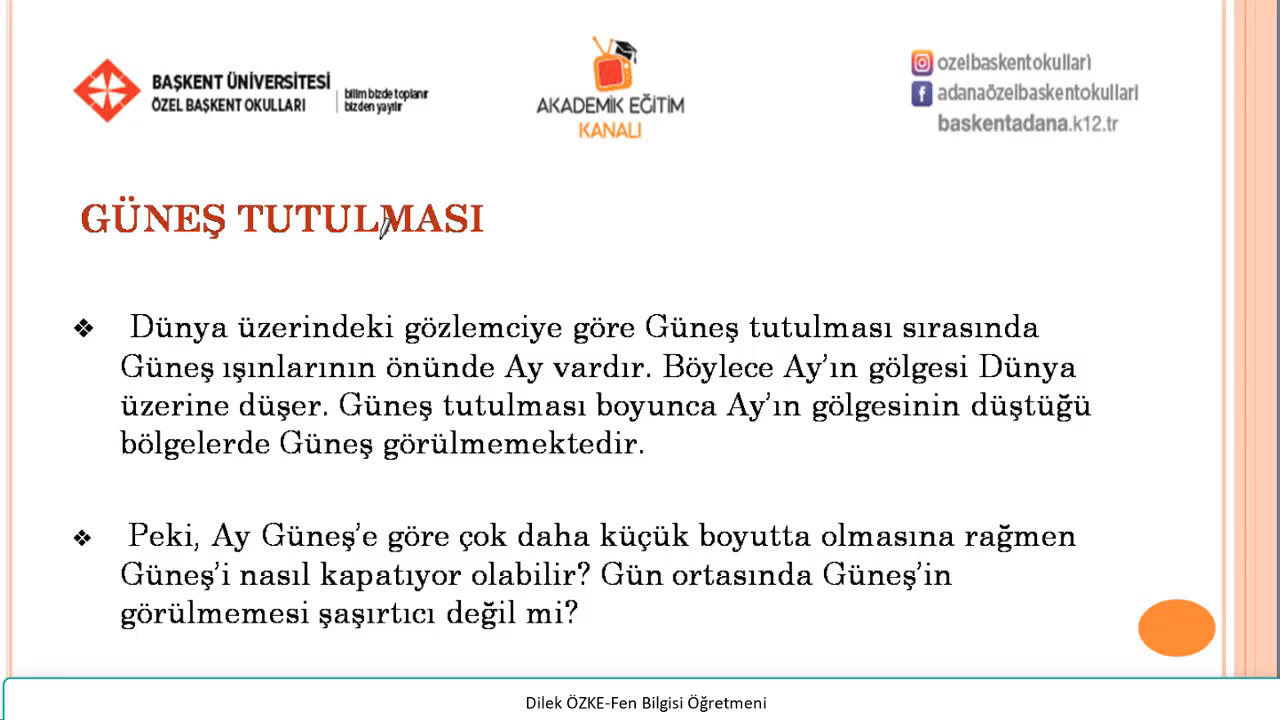 BAŞKENT ÜNİVERSİTESİ
ÖZEL BAŞKENT OKULLARI
bilim bizde toplanır
bizden yayılır
AKADEMİK EĞİTİM
KANALI
ozelbaskentokullari
adanaözelbaskentokullari
baskentadana.k12.tr
GÜNEŞ TUTULMASI
❖ Dünya üzerindeki gözlemciye göre Güneş tutulması sırasında
Güneş ışınlarının önünde Ay vardır. Böylece Ay’ın gölgesi Dünya
üzerine düşer. Güneş tutulması boyunca Ay’ın gölgesinin düştüğü
bölgelerde Güneş görülmemektedir.
❖ Peki, Ay Güneş’e göre çok daha küçük boyutta olmasına rağmen
Güneş’i nasıl kapatıyor olabilir? Gün ortasında Güneş’in
görülmemesi şaşırtıcı değil mi?
Dilek ÖZKE-Fen Bilgisi Öğretmeni